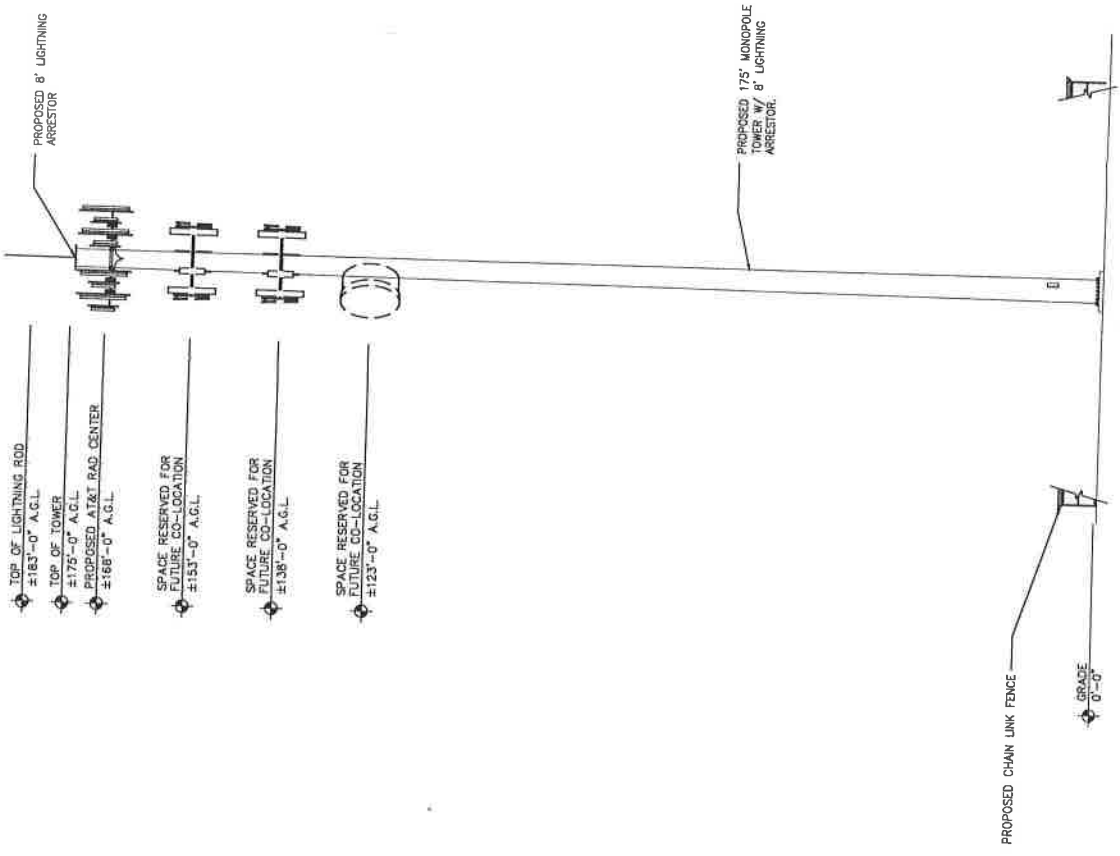 TOP OF LIGHTNING ROD
±183'-0" A.G.L.
TOP OF TOWER
±175'-0" A.G.L.
PROPOSED AT&T RAD CENTER
±168'-0" A.G.L.
SPACE RESERVED FOR
FUTURE CO-LOCATION
±153'-0" A.G.L.
SPACE RESERVED FOR
FUTURE CO-LOCATION
±138'-0" A.G.L.
SPACE RESERVED FOR
FUTURE CO-LOCATION
±123'-0" A.G.L.
PROPOSED 8' LIGHTNING
ARRESTOR
PROPOSED 175' MONOPOLE
TOWER W/ 8' LIGHTNING
ARRESTOR.
PROPOSED CHAIN LINK FENCE
GRADE
0'-0"